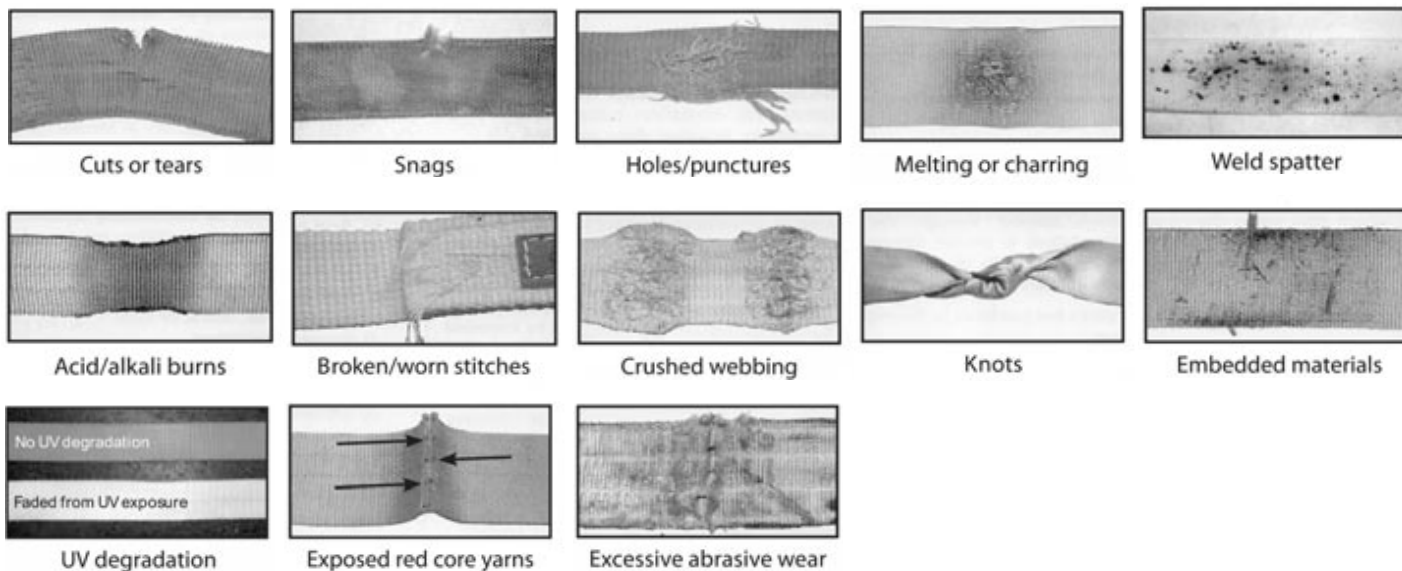 Cuts or tears
Snags
Holes/punctures
Melting or charring
Weld spatter
Acid/alkali burns
Broken/worn stitches
Crushed webbing
Knots
Embedded materials
No UV degradation
Faded from UV exposure
UV degradation
Exposed red core yarns
Excessive abrasive wear